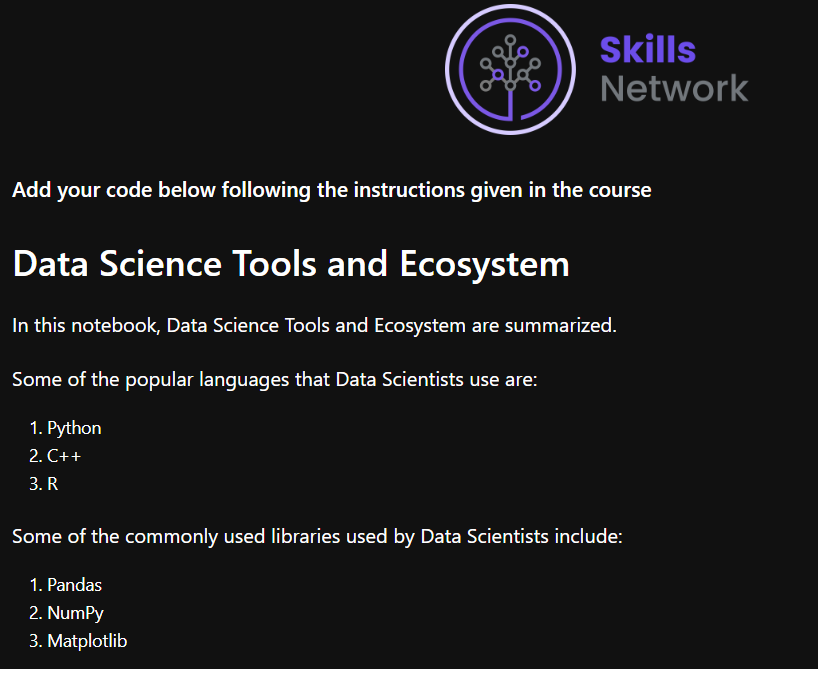 Skills
Network
Add your code below following the instructions given in the course
Data Science Tools and Ecosystem
In this notebook, Data Science Tools and Ecosystem are summarized.
Some of the popular languages that Data Scientists use are:
1. Python
2. C++
3. R
Some of the commonly used libraries used by Data Scientists include:
1. Pandas
2. NumPy
3. Matplotlib